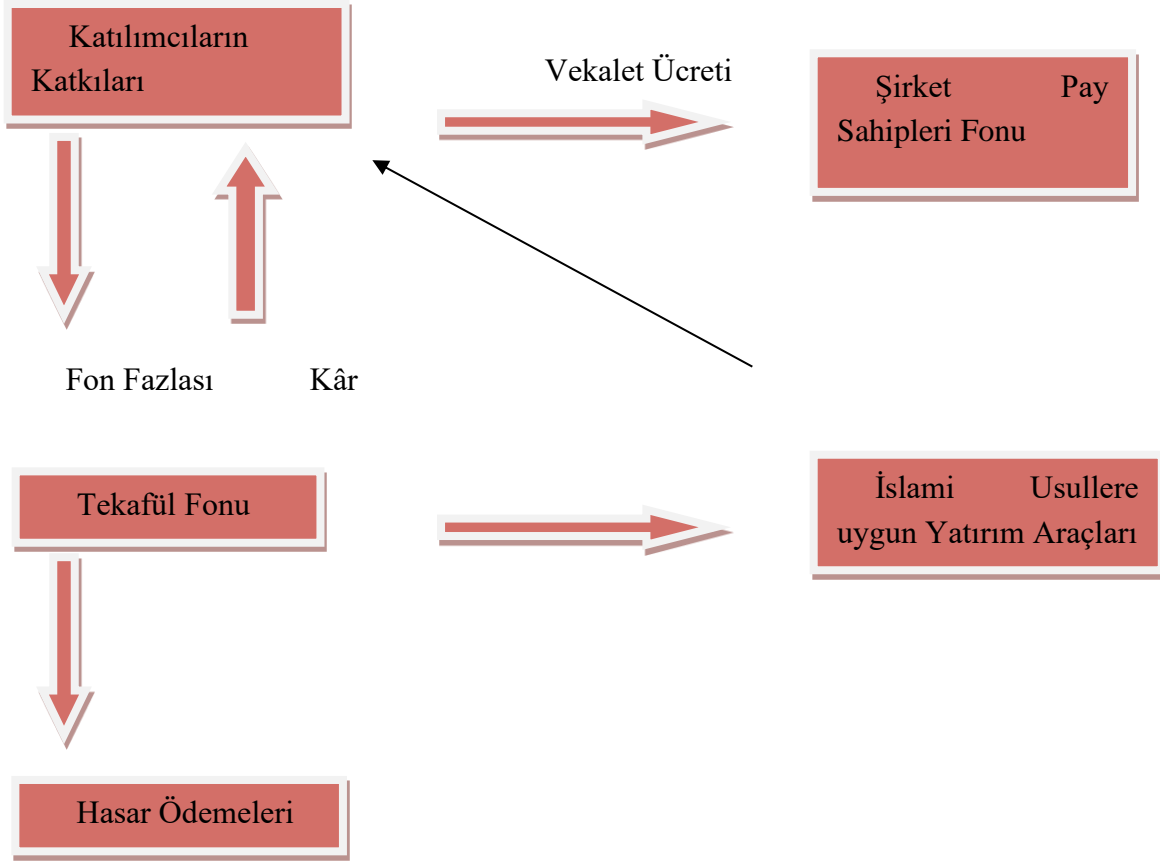 Katılımcıların
Katkıları
Vekalet Ücreti
Şirket Pay
Sahipleri Fonu
Fon Fazlası
Kâr
Tekafül Fonu
İslami Usullere
uygun Yatırım Araçları
Hasar Ödemeleri